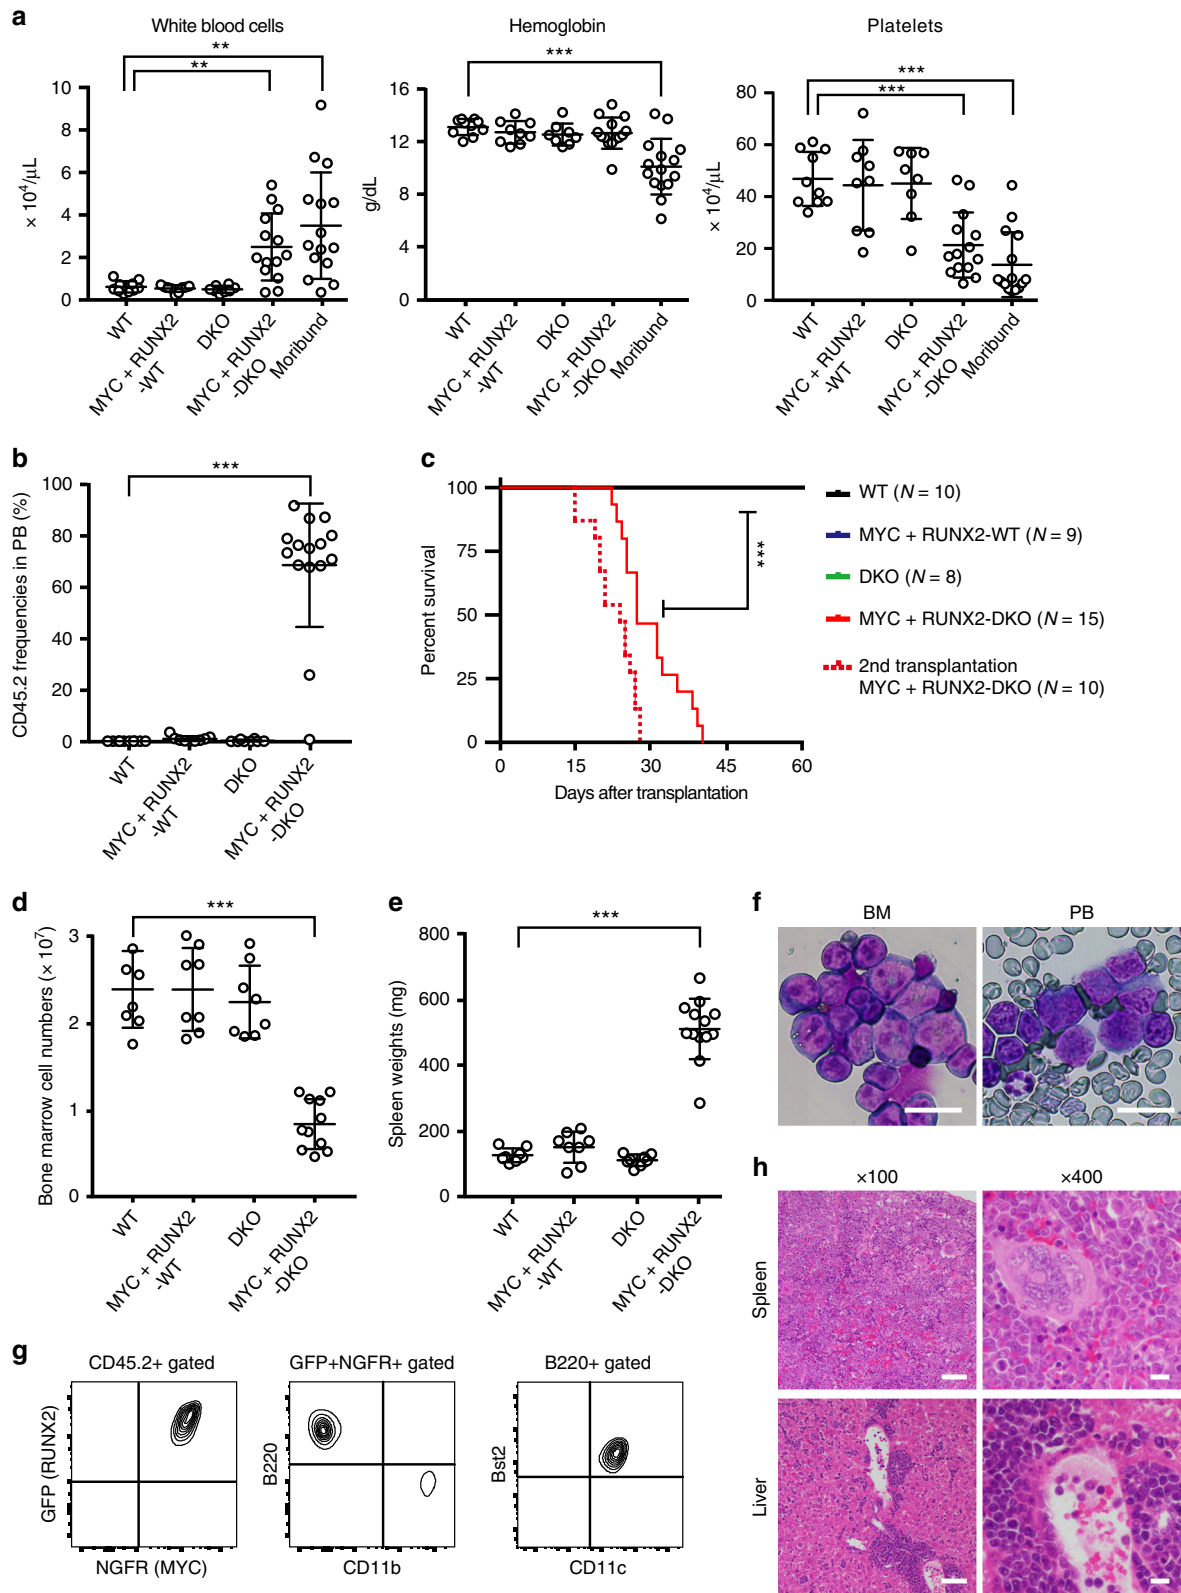 a
White blood cells
Hemoglobin
Platelets
**
**
***
***
***
× 10⁴/μL
10
8
6
4
2
0
g/dL
16
12
8
4
0
× 10⁴/μL
80
60
40
20
0
WT
MYC + RUNX2
-WT
DKO
MYC + RUNX2
-DKO
Moribund
WT
MYC + RUNX2
-WT
DKO
MYC + RUNX2
-DKO
Moribund
WT
MYC + RUNX2
-WT
DKO
MYC + RUNX2
-DKO
Moribund
b
***
CD45.2 frequencies in PB (%)
100
80
60
40
20
0
WT
MYC + RUNX2
-WT
DKO
MYC + RUNX2
-DKO
c
Percent survival
100
75
50
25
0
0
15
30
45
60
Days after transplantation
***
WT (N = 10)
MYC + RUNX2-WT (N = 9)
DKO (N = 8)
MYC + RUNX2-DKO (N = 15)
2nd transplantation
MYC + RUNX2-DKO (N = 10)
d
***
Bone marrow cell numbers (× 10⁷)
3
2
1
0
WT
MYC + RUNX2
-WT
DKO
MYC + RUNX2
-DKO
e
***
Spleen weights (mg)
800
600
400
200
0
WT
MYC + RUNX2
-WT
DKO
MYC + RUNX2
-DKO
f
BM
PB
g
CD45.2+ gated
GFP+NGFR+ gated
B220+ gated
GFP (RUNX2)
NGFR (MYC)
B220
CD11b
Bst2
CD11c
h
×100
×400
Spleen
Liver